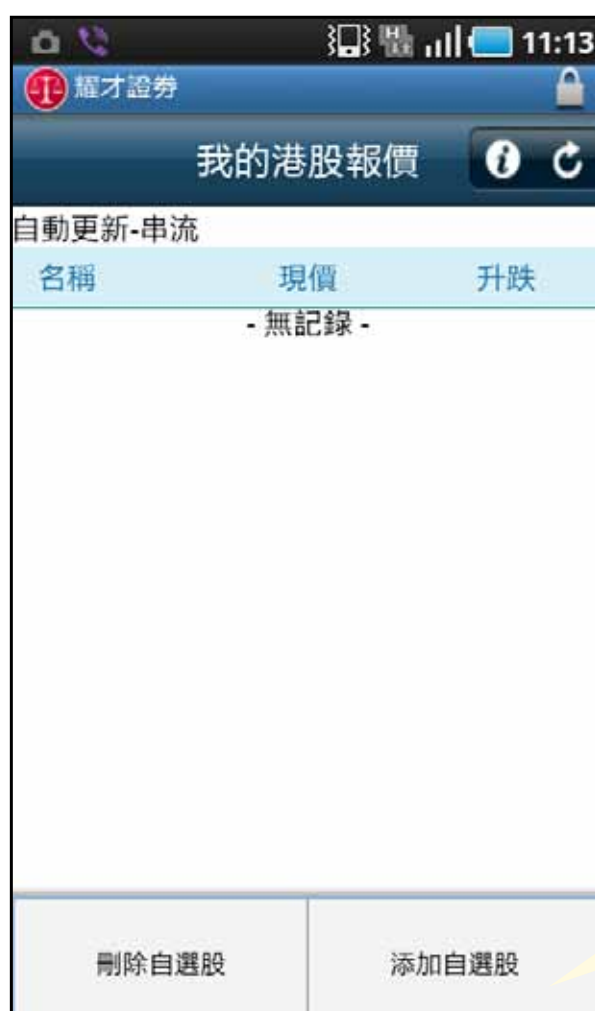 11:13
耀才證券
我的港股報價
自動更新-串流
名稱 現價 升跌
- 無記錄 -
刪除自選股 添加自選股